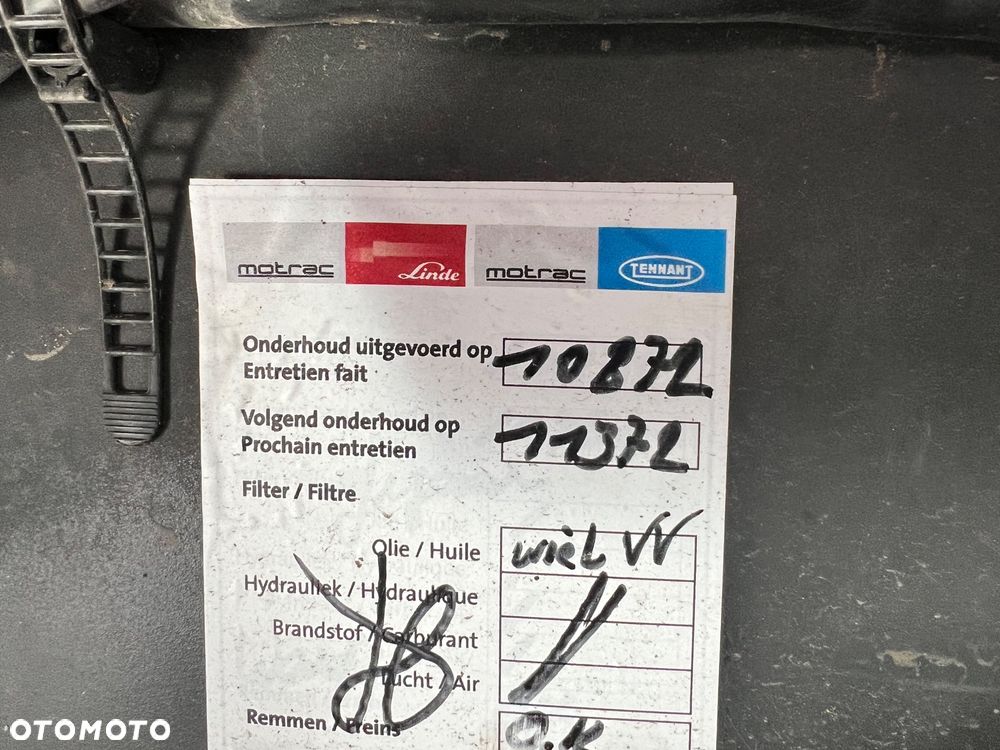 motrac Linde motrac TENNANT
Onderhoud uitgevoerd op 10872
Entretien fait
Volgend onderhoud op 11372
Prochain entretien
Filter / Filtre
Olie / Huile wiel VV
Hydrauliek / Hydraulique
Brandstof / Carburant
Lucht / Air
Remmen / Freins O.K
OTOMOTO